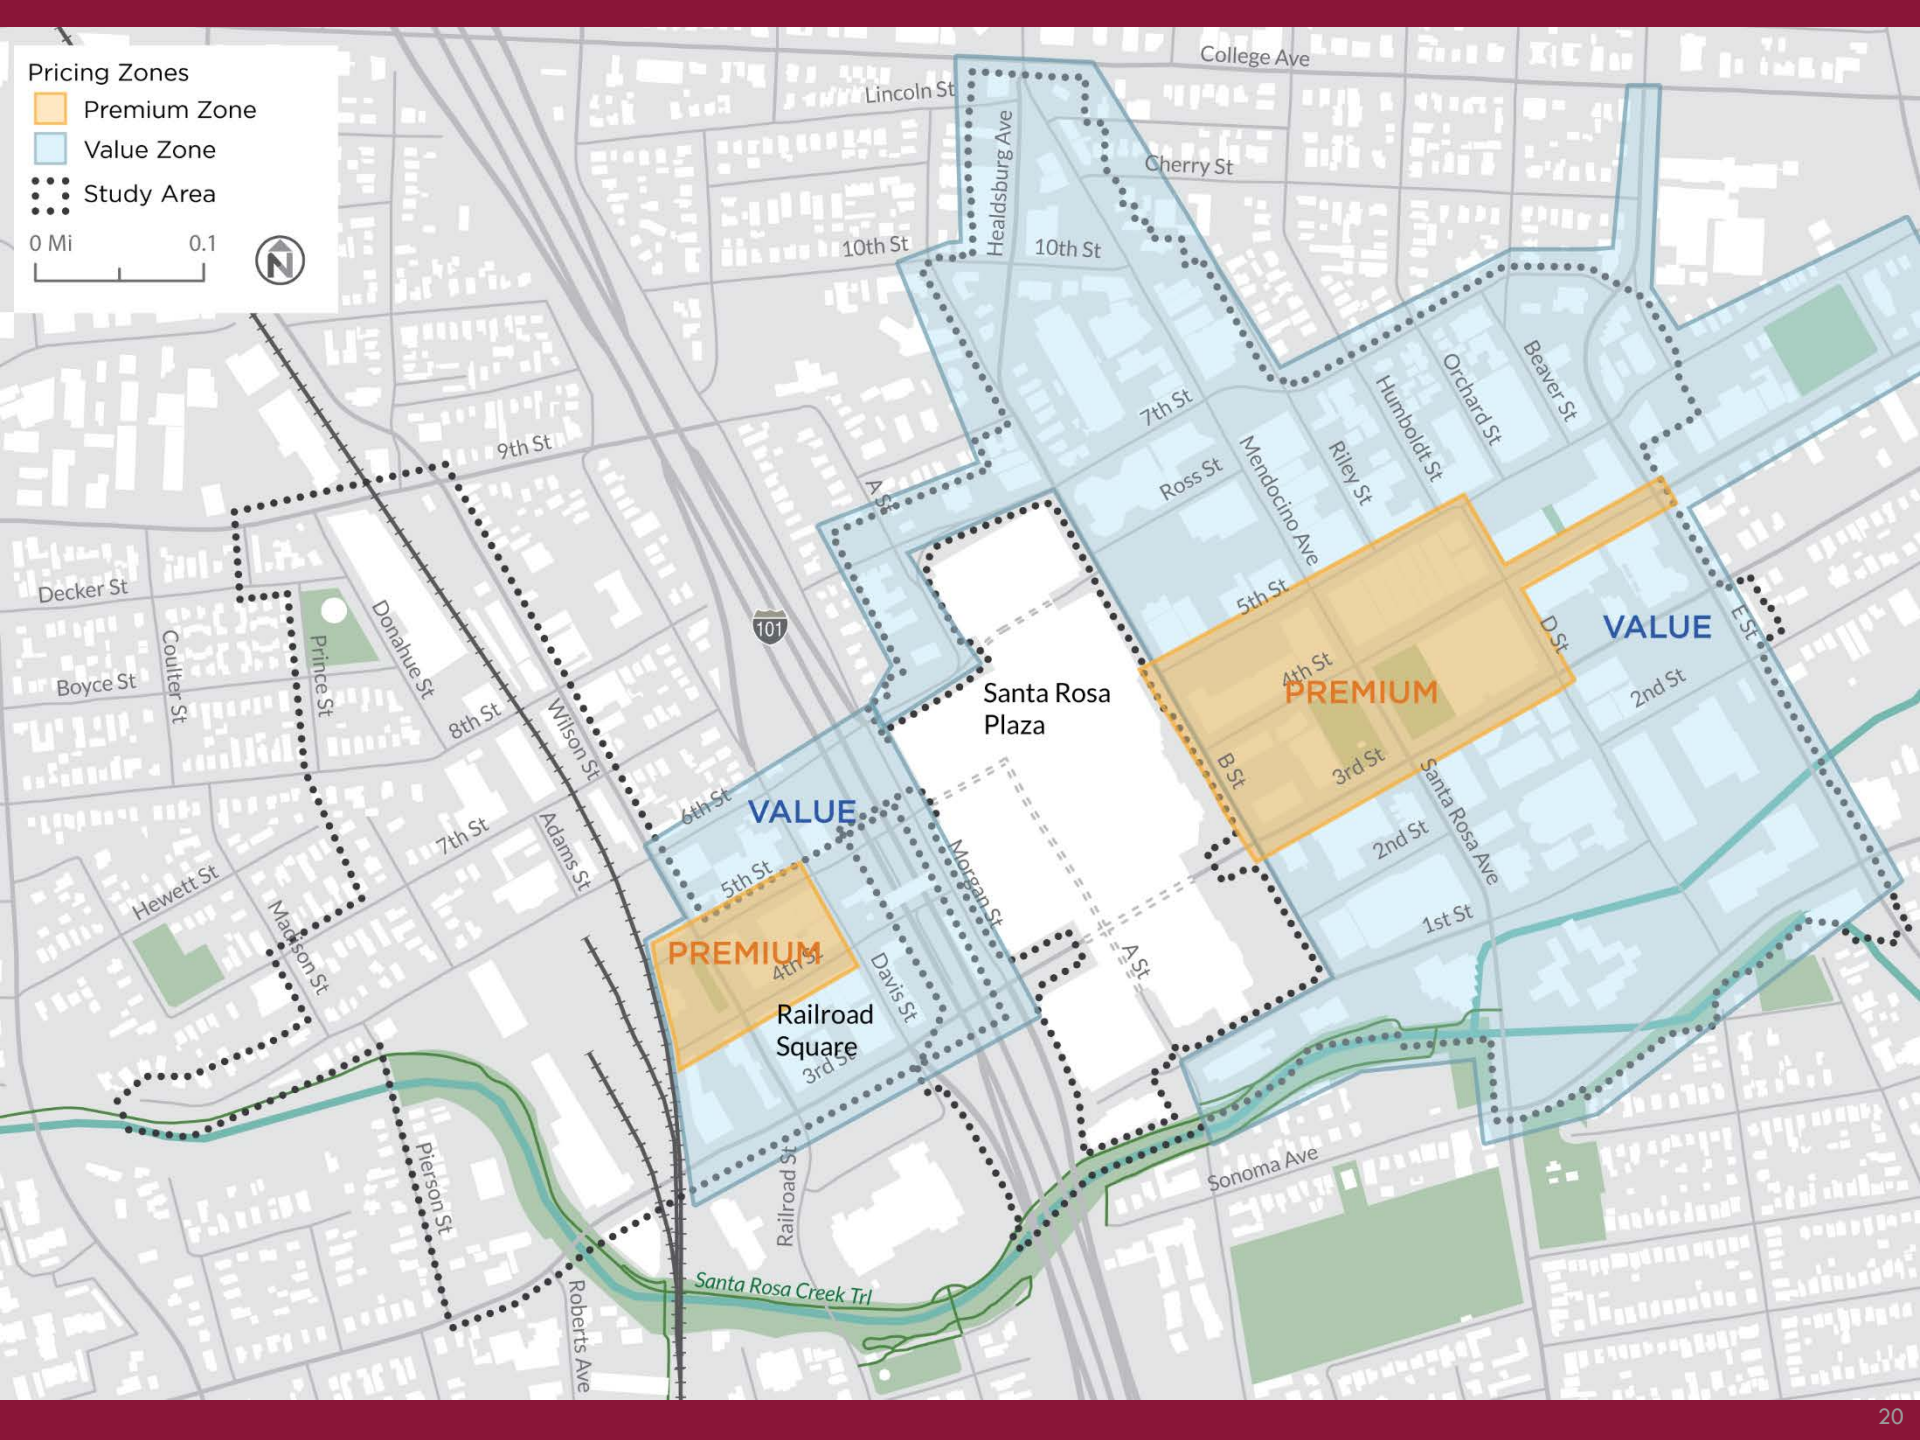 Pricing Zones
Premium Zone
Value Zone
Study Area
0 Mi 0.1
N
College Ave
Lincoln St
Healdsburg Ave
Cherry St
10th St
10th St
7th St
Ross St
Mendocino Ave
Riley St
Humboldt St
Orchard St
Beaver St
9th St
A St
101
Decker St
Coulter St
Prince St
Donahue St
Boyce St
8th St
Wilson St
5th St
4th St
PREMIUM
D St
VALUE
E St
2nd St
Santa Rosa
Plaza
B St
3rd St
Santa Rosa Ave
2nd St
1st St
6th St
VALUE
7th St
Adams St
5th St
Morgan St
Hewett St
Madison St
PREMIUM
4th St
Davis St
A St
Railroad
Square
3rd St
Pierson St
Railroad St
Sonoma Ave
Santa Rosa Creek Trl
Roberts Ave
20